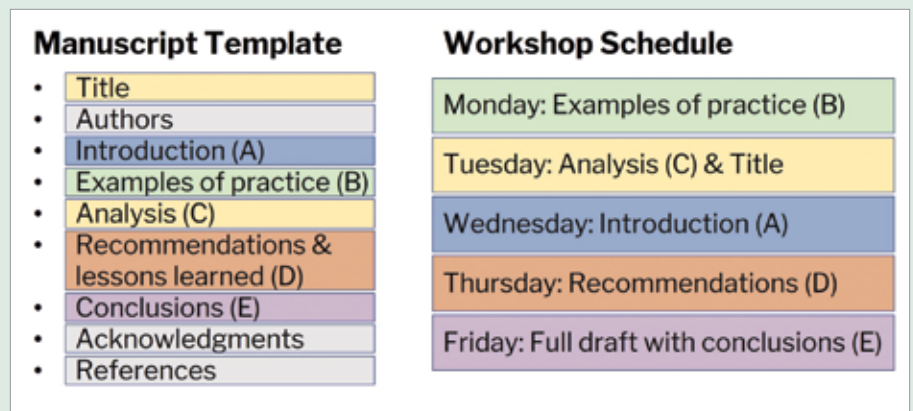 Manuscript Template
• Title
• Authors
• Introduction (A)
• Examples of practice (B)
• Analysis (C)
• Recommendations &
lessons learned (D)
• Conclusions (E)
• Acknowledgments
• References
Workshop Schedule
Monday: Examples of practice (B)
Tuesday: Analysis (C) & Title
Wednesday: Introduction (A)
Thursday: Recommendations (D)
Friday: Full draft with conclusions (E)